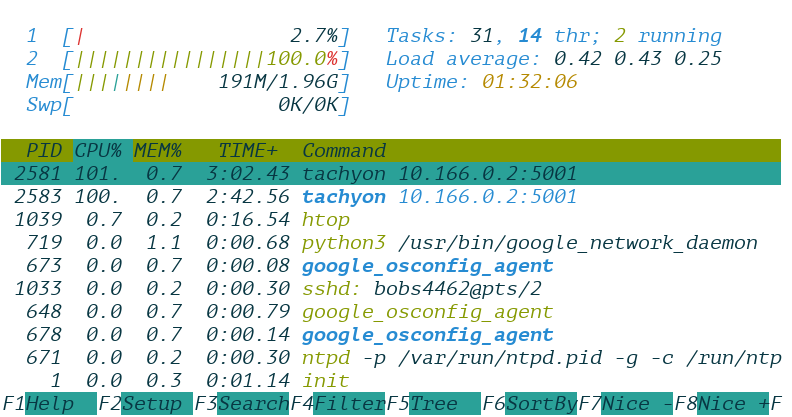 1 [| 2.7%] Tasks: 31, 14 thr; 2 running
2 [||||||||||||||||100.0%] Load average: 0.42 0.43 0.25
Mem[|||||||| 191M/1.96G] Uptime: 01:32:06
Swp[ 0K/0K]
PID CPU% MEM% TIME+ Command
2581 101. 0.7 3:02.43 tachyon 10.166.0.2:5001
2583 100. 0.7 2:42.56 tachyon 10.166.0.2:5001
1039 0.7 0.2 0:16.54 htop
719 0.0 1.1 0:00.68 python3 /usr/bin/google_network_daemon
673 0.0 0.7 0:00.08 google_osconfig_agent
1033 0.0 0.2 0:00.30 sshd: bobs4462@pts/2
648 0.0 0.7 0:00.79 google_osconfig_agent
678 0.0 0.7 0:00.14 google_osconfig_agent
671 0.0 0.2 0:00.30 ntpd -p /var/run/ntpd.pid -g -c /run/ntp
1 0.0 0.3 0:01.14 init
F1Help F2Setup F3SearchF4FilterF5Tree F6SortByF7Nice -F8Nice +F